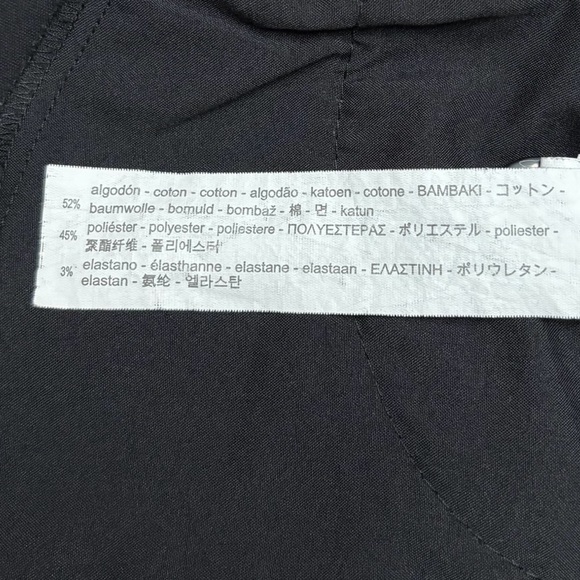 52% algodón - coton - cotton - algodão - katoen - cotone - ΒΑΜΒΑΚΙ - コットン -
baumwolle - bomuld - bombaž - 棉 - 면 - katun
45% poliéster - polyester - poliestere - ΠΟΛΥΕΣΤΕΡΑΣ - ポリエステル - poliester -
聚酯纤维 - 폴리에스터
3% elastano - élasthanne - elastane - elastaan - ΕΛΑΣΤΙΝΗ - ポリウレタン -
elastan - 氨纶 - 엘라스탄